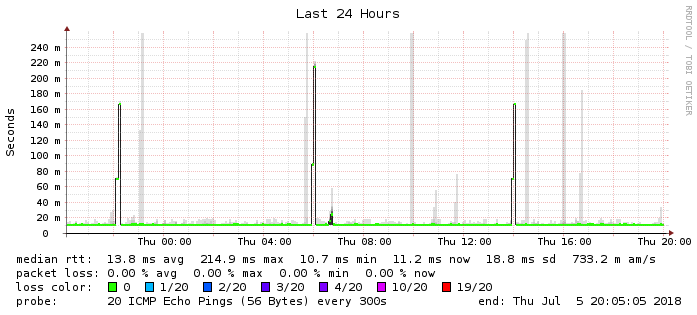 Last 24 Hours
RRDTOOL / TOBI OETIKER
Seconds
240 m
220 m
200 m
180 m
160 m
140 m
120 m
100 m
80 m
60 m
40 m
20 m
0
Thu 00:00 Thu 04:00 Thu 08:00 Thu 12:00 Thu 16:00 Thu 20:00
median rtt: 13.8 ms avg 214.9 ms max 10.7 ms min 11.2 ms now 18.8 ms sd 733.2 m am/s
packet loss: 0.00 % avg 0.00 % max 0.00 % min 0.00 % now
loss color: 0 1/20 2/20 3/20 4/20 10/20 19/20
probe: 20 ICMP Echo Pings (56 Bytes) every 300s end: Thu Jul 5 20:05:05 2018